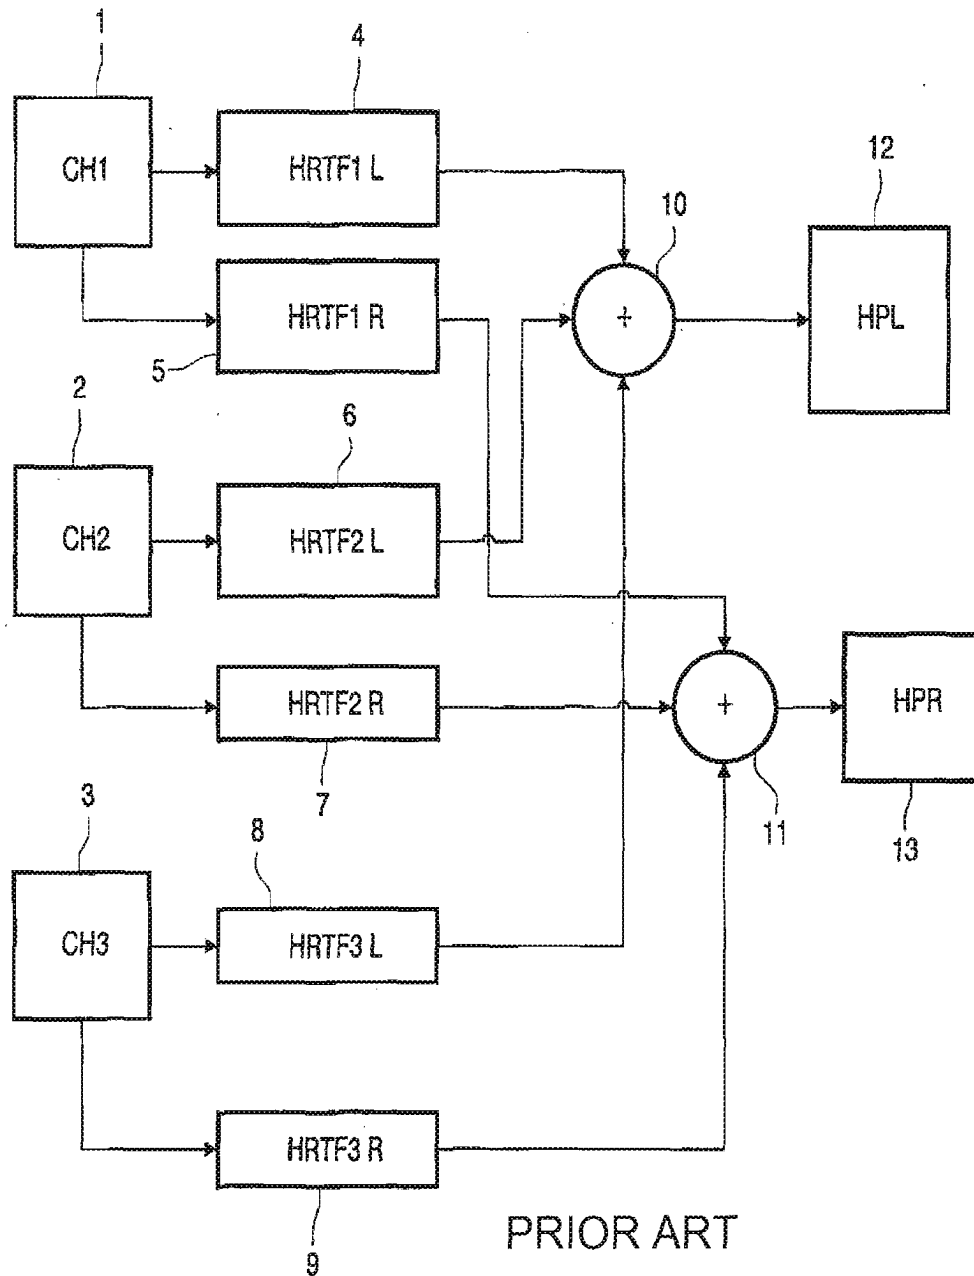 1
4
CH1
HRTF1 L
12
10
HRTF1 R
+
HPL
5
2
6
CH2
HRTF2 L
HRTF2 R
+
HPR
7
3
8
11
13
CH3
HRTF3 L
HRTF3 R
9
PRIOR ART